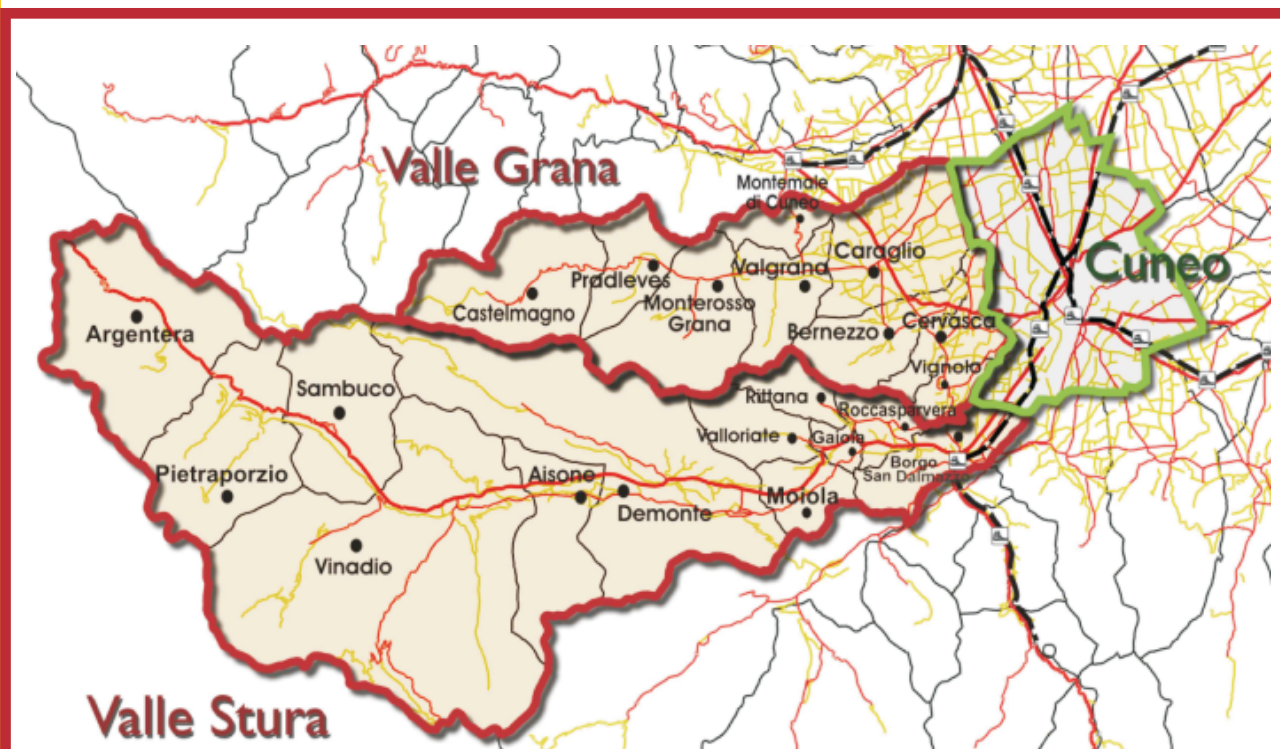 Valle Grana
Montemale
di Cuneo
Caraglio
Cuneo
Pradleves
Valgrana
Castelmagno
Monterosso
Grana
Bernezzo
Cervasca
Argentera
Vignolo
Sambuco
Rittana
Roccasparvera
Valloriate
Gaiola
Pietraporzio
Aisone
Borgo
San Dalmazzo
Moiola
Demonte
Vinadio
Valle Stura